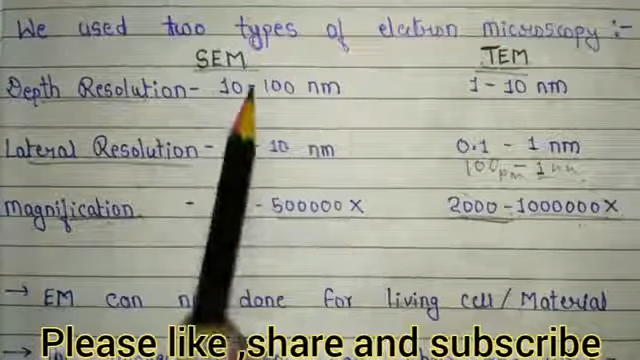 We used two types of electron microscopy :-
SEM TEM
Depth Resolution - 10 100 nm 1 - 10 nm
Lateral Resolution - - 10 nm 0.1 - 1 nm
100pm - 1 nm
Magnification - - 500000 X 2000 - 1000000 X
→ EM can n done for living cell / Material
Please like ,share and subscribe